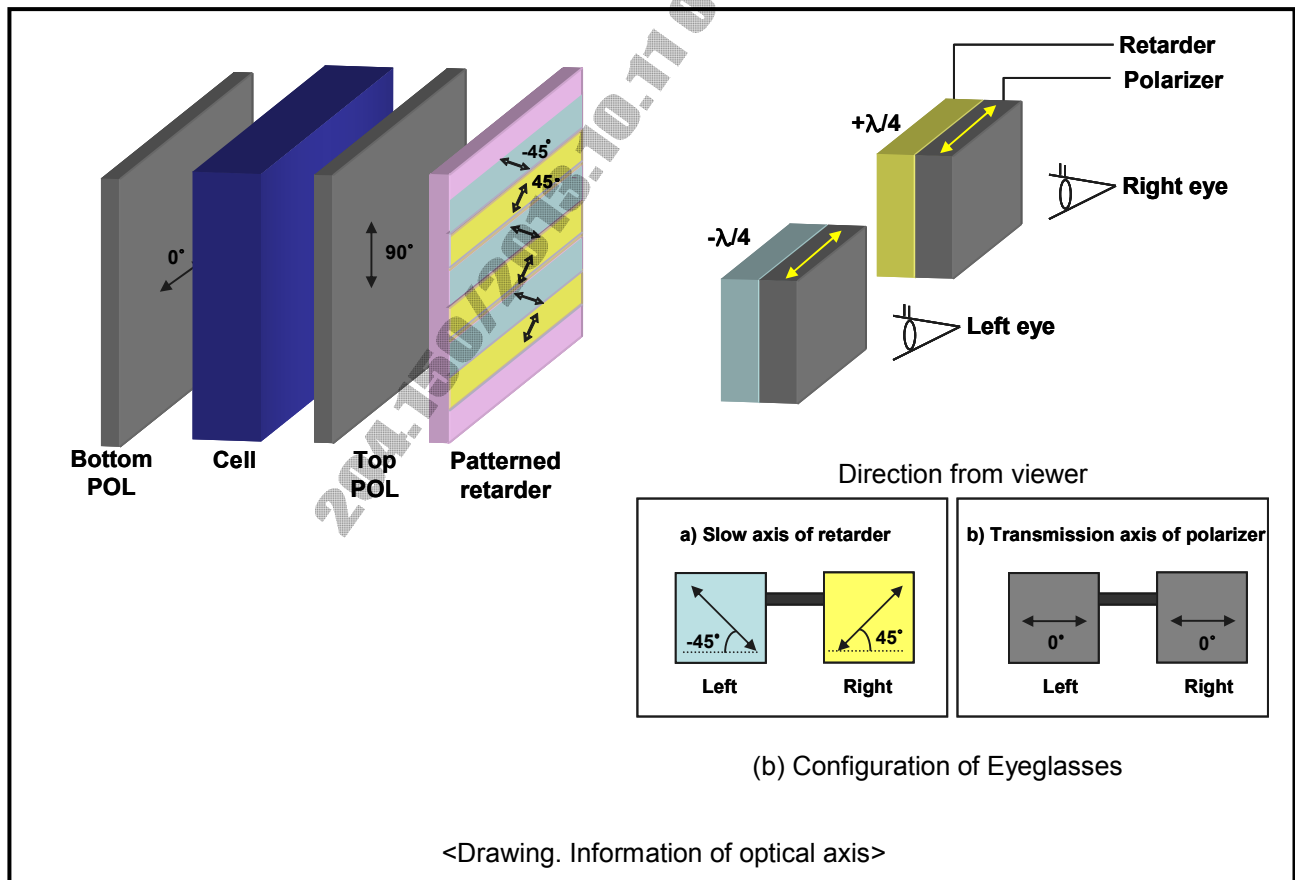 Retarder
Polarizer
+λ/4
-45°
45°
Right eye
-λ/4
0°
90°
Left eye
Bottom
POL
Cell
Top
POL
Patterned
retarder
Direction from viewer
a) Slow axis of retarder
-45°
45°
Left
Right
b) Transmission axis of polarizer
0°
0°
Left
Right
(b) Configuration of Eyeglasses
<Drawing. Information of optical axis>